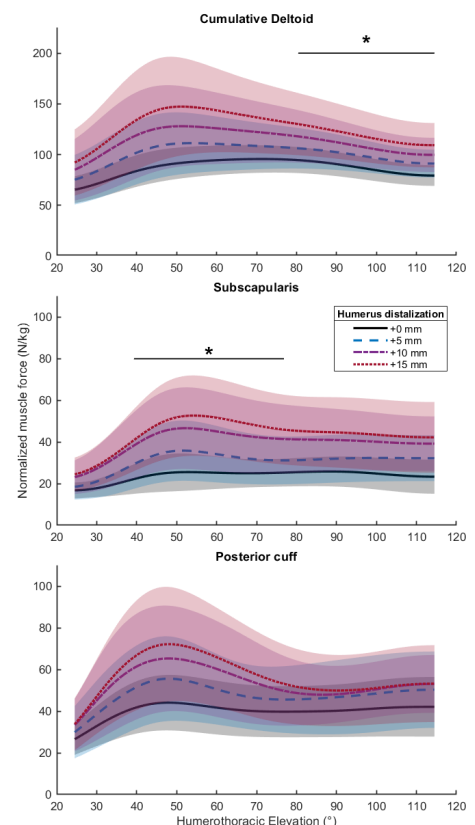 Cumulative Deltoid
200
150
100
50
0
*
20 30 40 50 60 70 80 90 100 110 120
Subscapularis
100
80
60
40
20
0
*
Humerus distalization
+0 mm
+5 mm
+10 mm
+15 mm
20 30 40 50 60 70 80 90 100 110 120
Normalized muscle force (N/kg)
Posterior cuff
100
80
60
40
20
0
20 30 40 50 60 70 80 90 100 110 120
Humerothoracic Elevation (°)